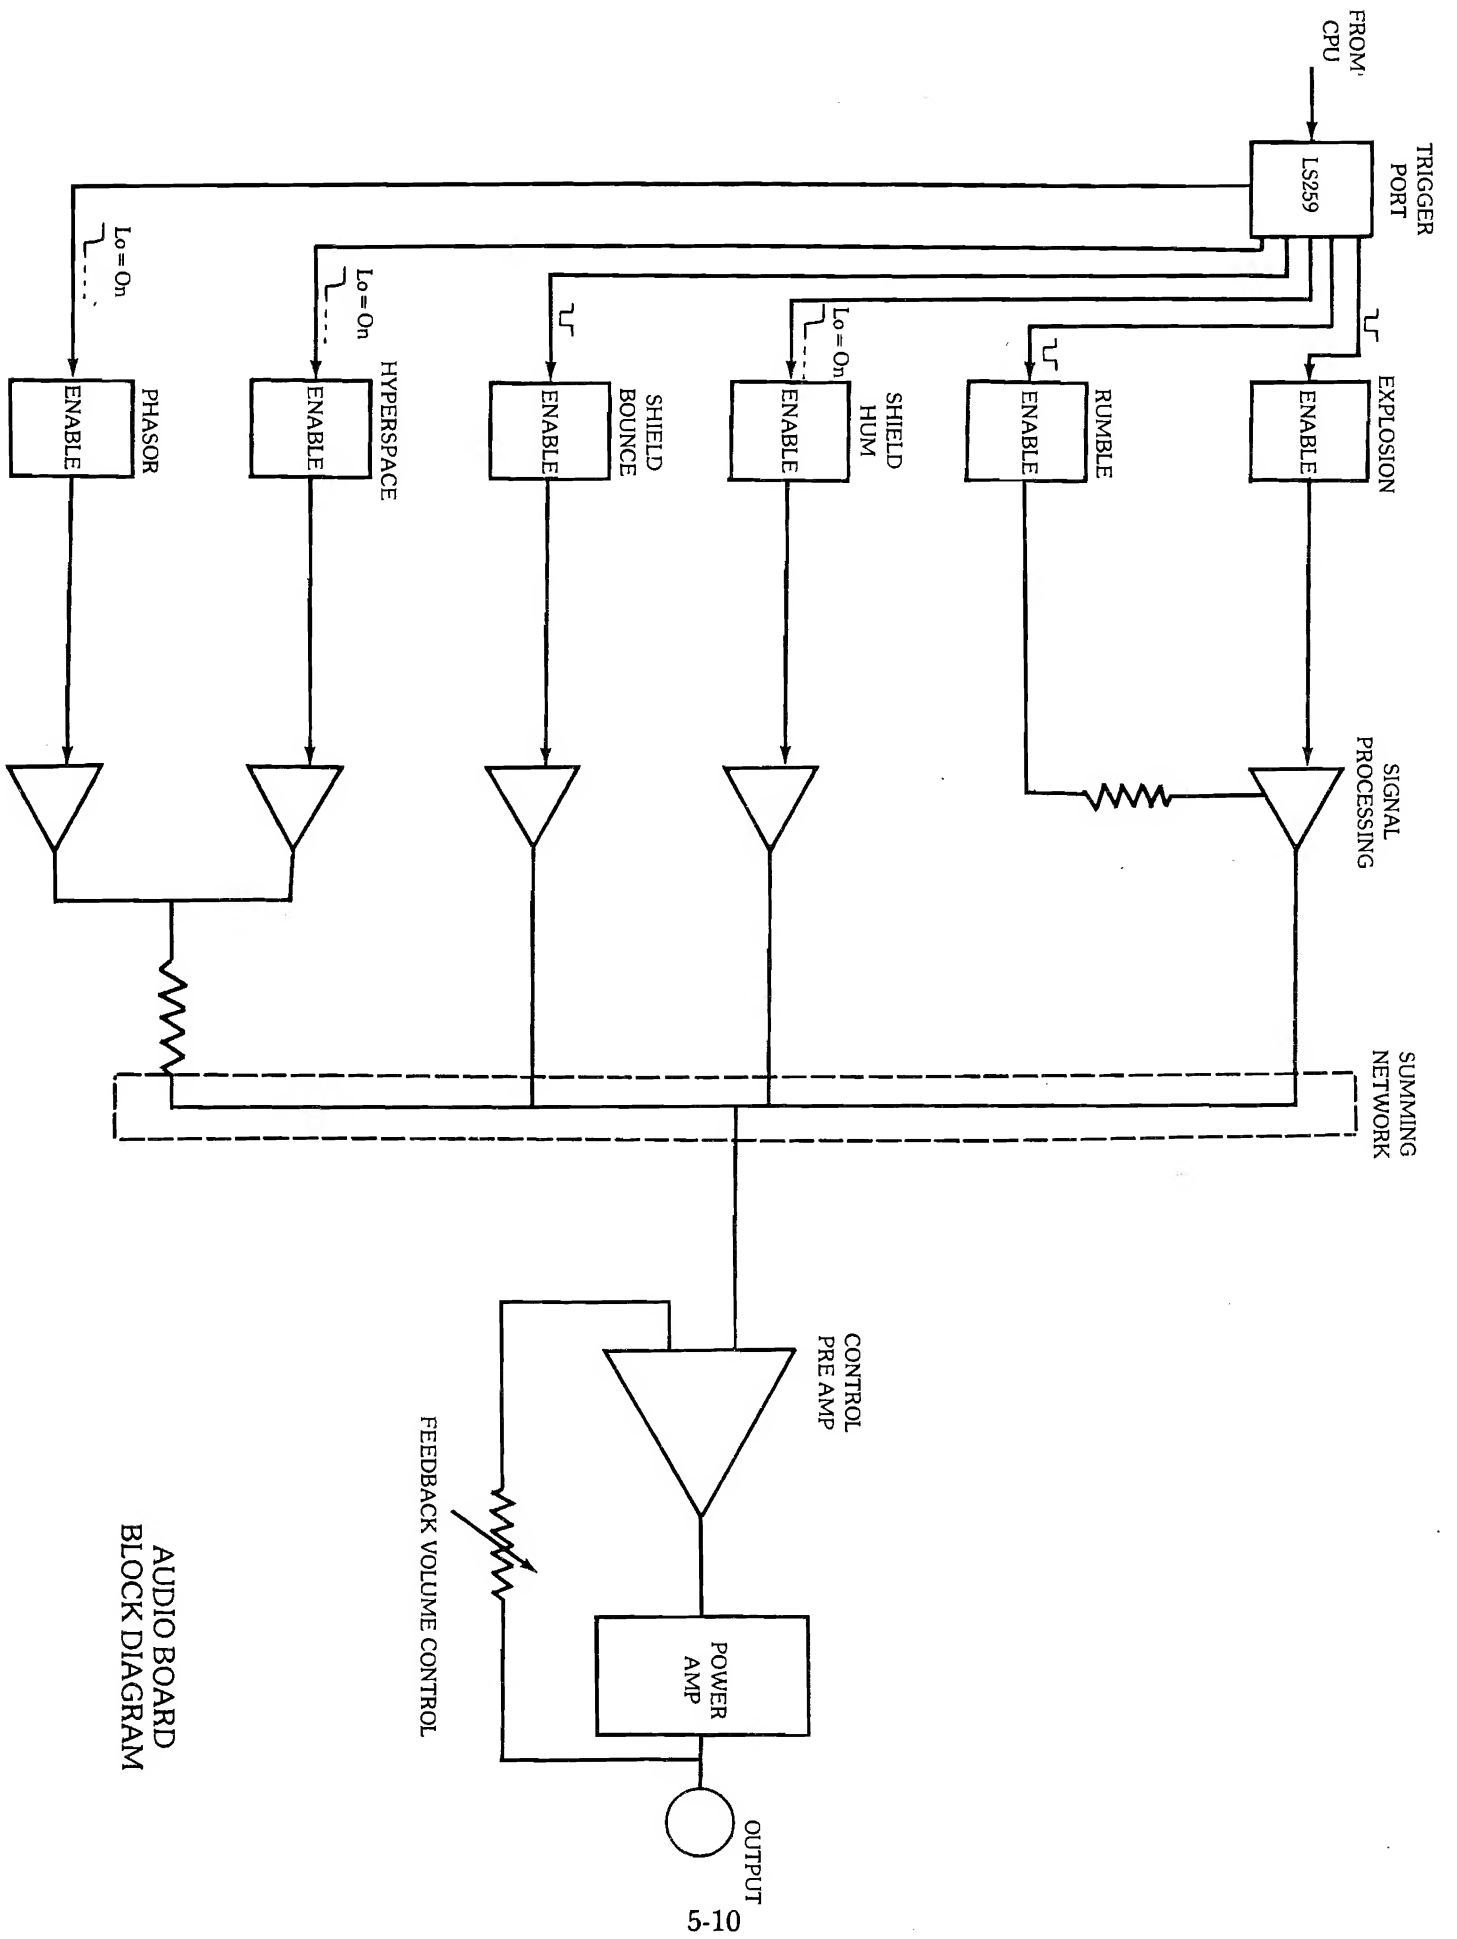 FROM
CPU
TRIGGER
PORT
LS259
EXPLOSION
ENABLE
RUMBLE
ENABLE
SHIELD
HUM
Lo = On
ENABLE
SHIELD
BOUNCE
ENABLE
HYPERSPACE
Lo = On
ENABLE
PHASOR
Lo = On
ENABLE
SIGNAL
PROCESSING
SUMMING
NETWORK
CONTROL
PRE AMP
FEEDBACK VOLUME CONTROL
POWER
AMP
OUTPUT
AUDIO BOARD
BLOCK DIAGRAM
5-10